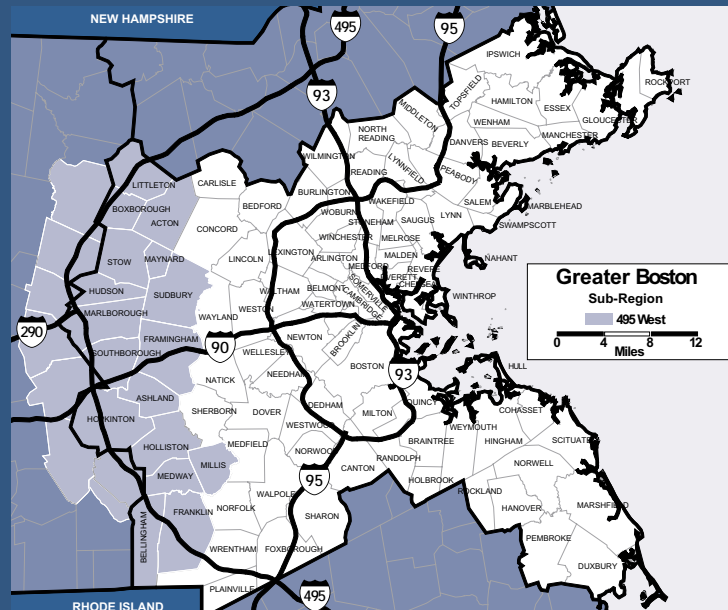 NEW HAMPSHIRE
495
95
93
IPSWICH
ROCKPORT
TOPSFIELD
HAMILTON
MIDDLETON
ESSEX
GLOUCESTER
WENHAM
NORTH
READING
MANCHESTER
DANVERS
BEVERLY
WILMINGTON
LYNNFIELD
READING
PEABODY
LITTLETON
CARLISLE
BURLINGTON
WAKEFIELD
SALEM
MARBLEHEAD
BOXBOROUGH
BEDFORD
WOBURN
STONEHAM
SAUGUS
LYNN
ACTON
SWAMPSCOTT
CONCORD
WINCHESTER
MELROSE
LEXINGTON
MALDEN
STOW
MAYNARD
LINCOLN
ARLINGTON
MEDFORD
REVERE
NAHANT
EVERETT
CHELSEA
HUDSON
SUDBURY
WALTHAM
BELMONT
SOMERVILLE
CAMBRIDGE
WINTHROP
MARLBOROUGH
WESTON
WATERTOWN
WAYLAND
290
FRAMINGHAM
90
NEWTON
BROOKLIN
SOUTHBOROUGH
WELLESLEY
BOSTON
93
HULL
NATICK
NEEDHAM
ASHLAND
SHERBORN
DOVER
DEDHAM
MILTON
QUINCY
COHASSET
HOPKINTON
WESTWOOD
WEYMOUTH
HINGHAM
SCITUATE
HOLLISTON
MEDFIELD
BRAINTREE
NORWOOD
MILLIS
CANTON
RANDOLPH
NORWELL
MEDWAY
95
HOLBROOK
WALPOLE
ROCKLAND
FRANKLIN
NORFOLK
SHARON
HANOVER
MARSHFIELD
BELLINGHAM
PEMBROKE
WRENTHAM
FOXBOROUGH
DUXBURY
PLAINVILLE
495
RHODE ISLAND
Greater Boston
Sub-Region
495 West
0 4 8 12
Miles